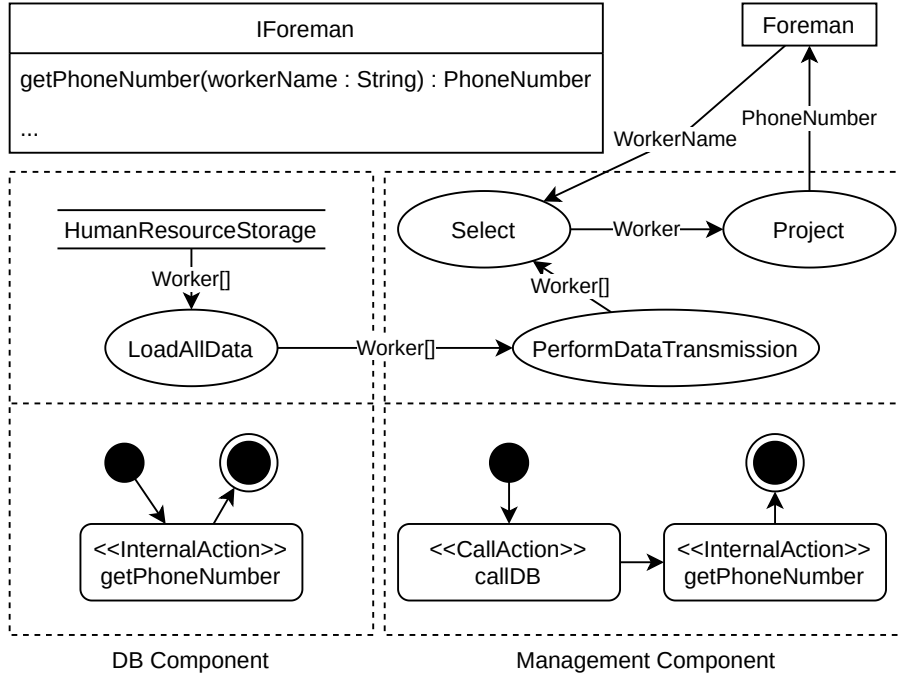 IForeman
getPhoneNumber(workerName : String) : PhoneNumber
...
Foreman
PhoneNumber
WorkerName
HumanResourceStorage
Select
Worker
Project
Worker[]
Worker[]
LoadAllData
Worker[]
PerformDataTransmission
<<InternalAction>>
getPhoneNumber
<<CallAction>>
callDB
<<InternalAction>>
getPhoneNumber
DB Component
Management Component